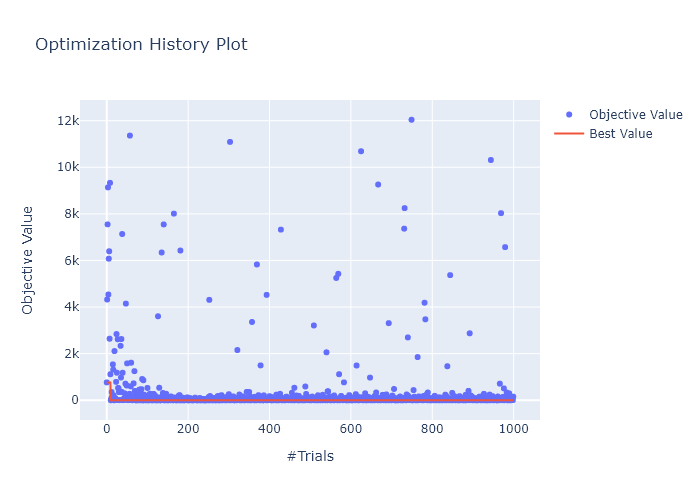 Optimization History Plot
Objective Value
Best Value
12k
10k
8k
6k
4k
2k
0
Objective Value
0
200
400
600
800
1000
#Trials